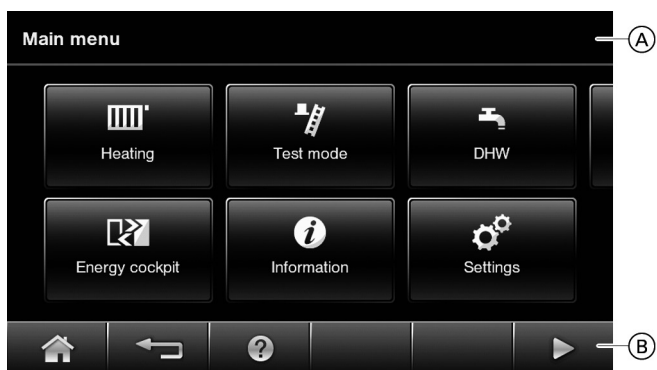 Main menu
A
Heating
Test mode
DHW
Energy cockpit
Information
Settings
B